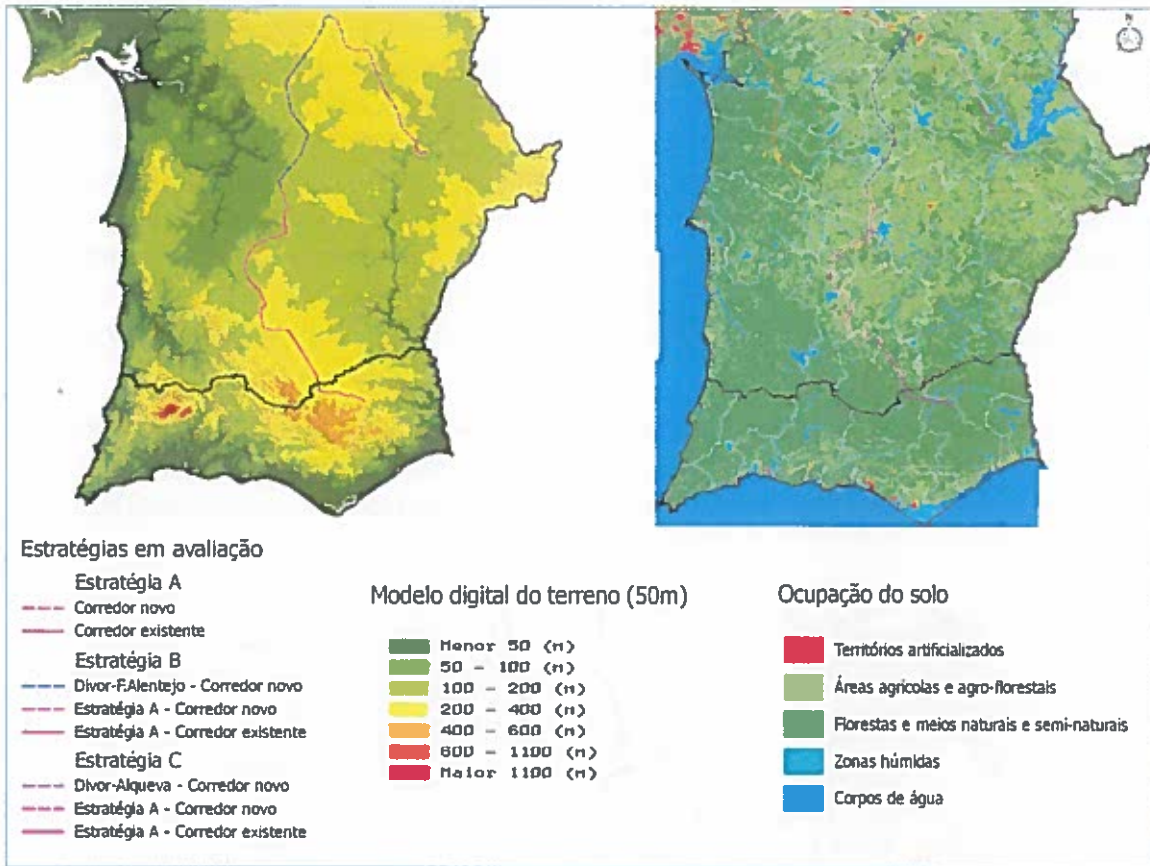 N
Estratégias em avaliação
Estratégia A
Corredor novo
Corredor existente
Estratégia B
Divor-F.Alentejo - Corredor novo
Estratégia A - Corredor novo
Estratégia A - Corredor existente
Estratégia C
Divor-Alqueva - Corredor novo
Estratégia A - Corredor novo
Estratégia A - Corredor existente
Modelo digital do terreno (50m)
Menor 50 (m)
50 - 100 (m)
100 - 200 (m)
200 - 400 (m)
400 - 600 (m)
600 - 1100 (m)
Maior 1100 (m)
Ocupação do solo
Territórios artificializados
Áreas agrícolas e agro-florestais
Florestas e meios naturais e semi-naturais
Zonas húmidas
Corpos de água